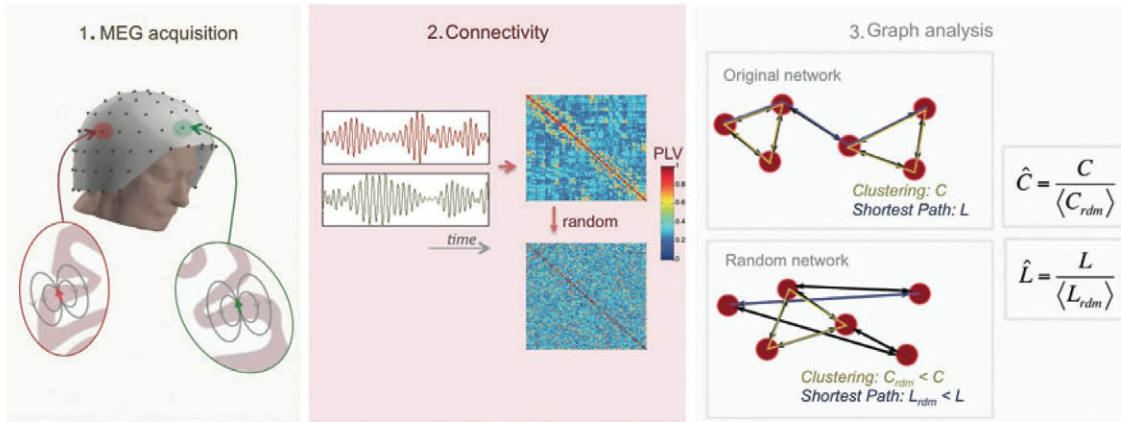 1. MEG acquisition
2. Connectivity
time
PLV
1
0.8
0.6
0.4
0.2
0
random
3. Graph analysis
Original network
Clustering: C
Shortest Path: L
Random network
Clustering: C_rdm < C
Shortest Path: L_rdm < L
Ĉ = C / ⟨C_rdm⟩
L̂ = L / ⟨L_rdm⟩